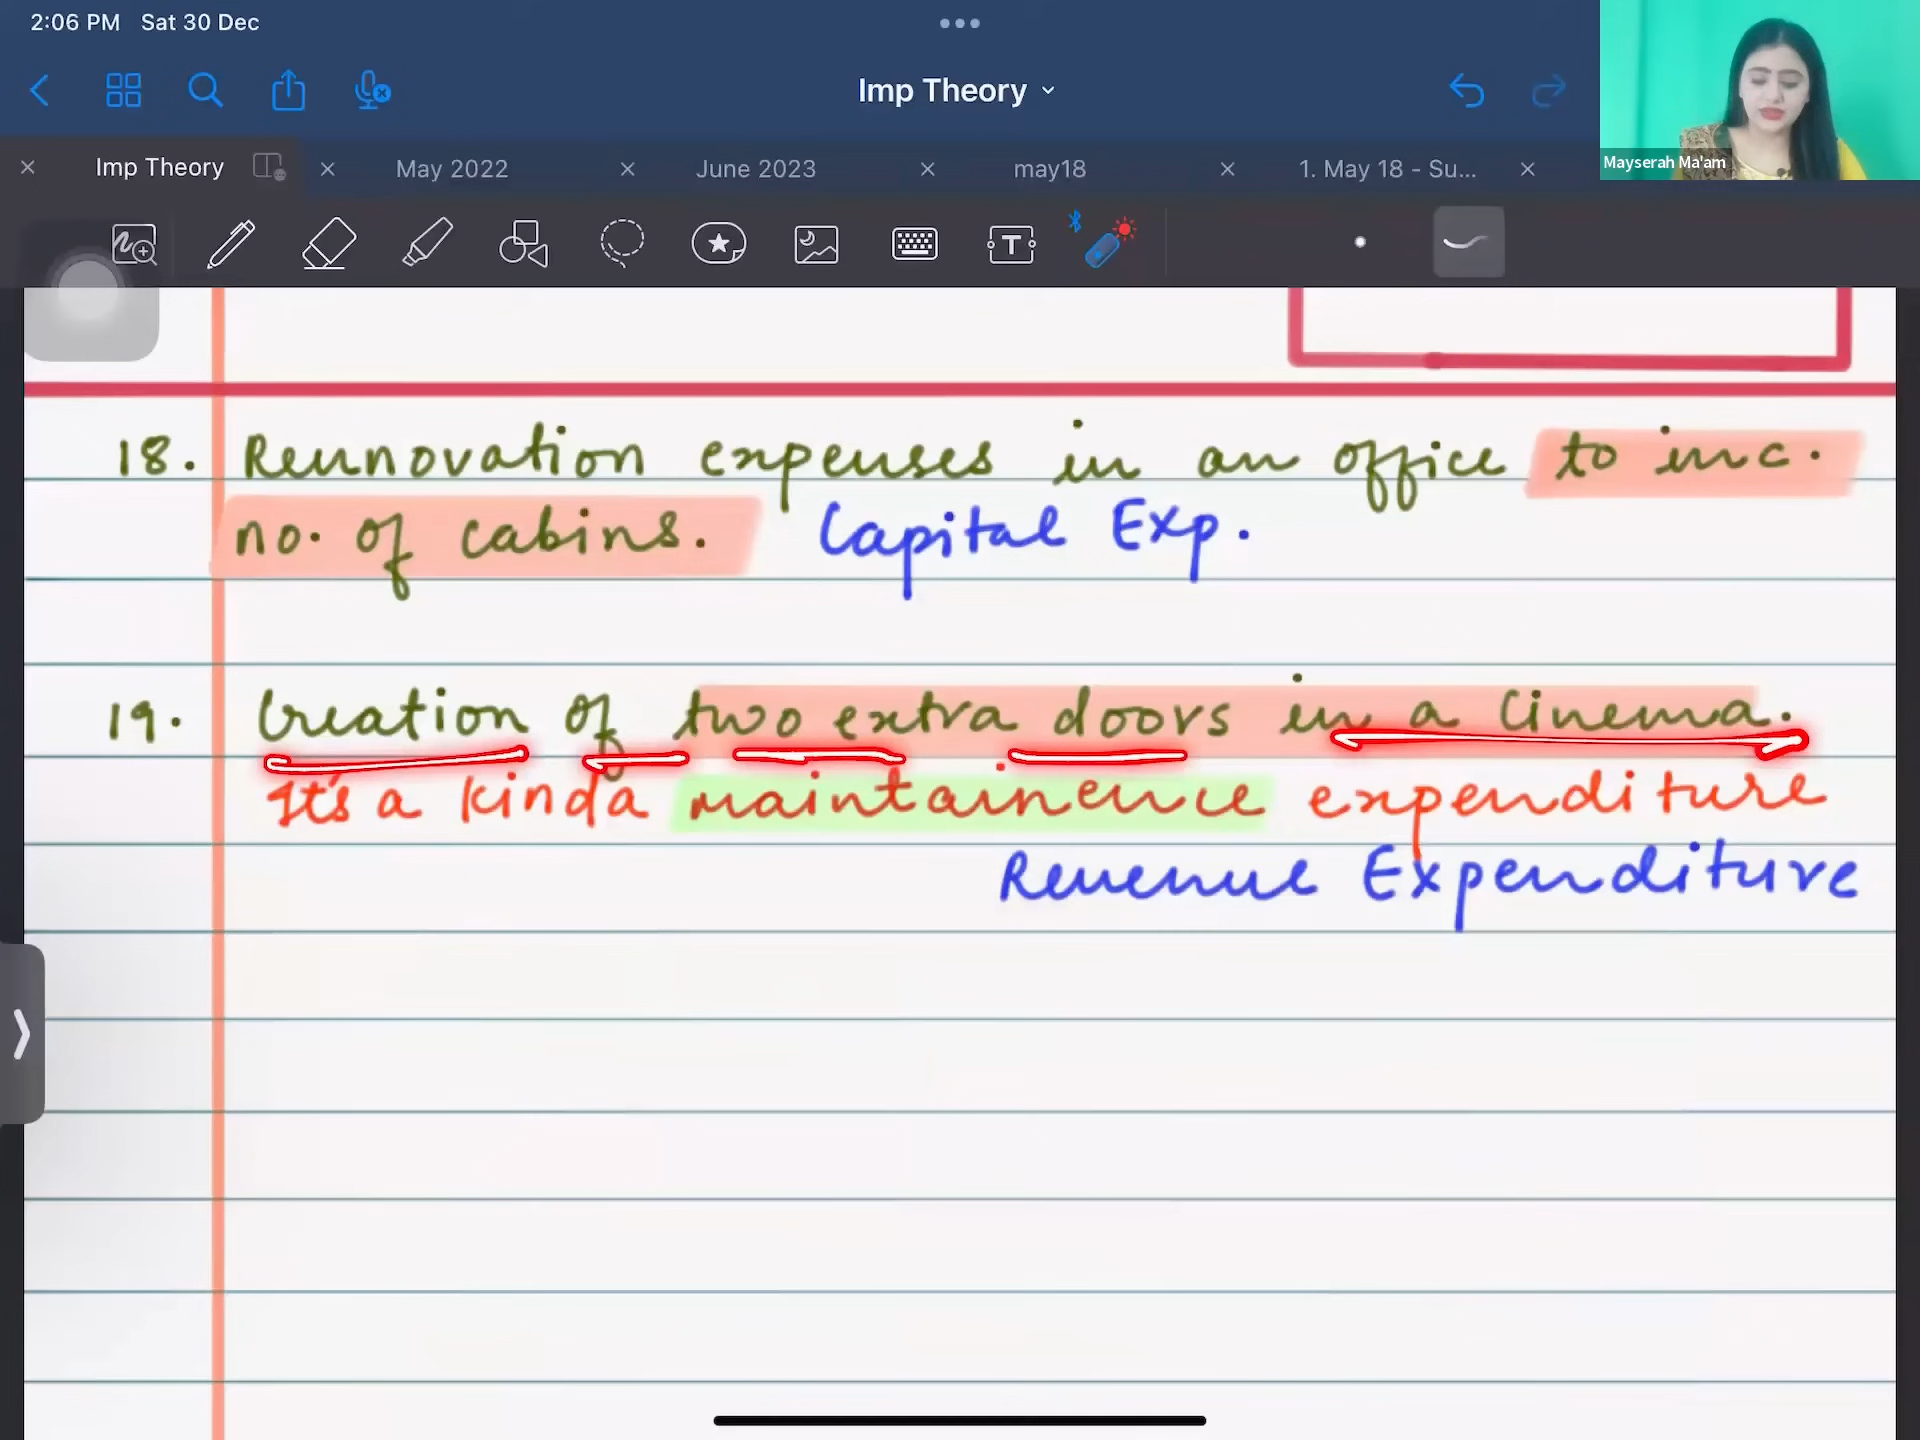 2:06 PM Sat 30 Dec
Imp Theory
Mayserah Ma'am
Imp Theory May 2022 June 2023 may18 1. May 18 - Su...
T
18. Rennovation expenses in an office to inc.
no. of cabins. Capital Exp.
19. Creation of two extra doors in a Cinema.
It's a kinda maintainence expenditure
Revenue Expenditure